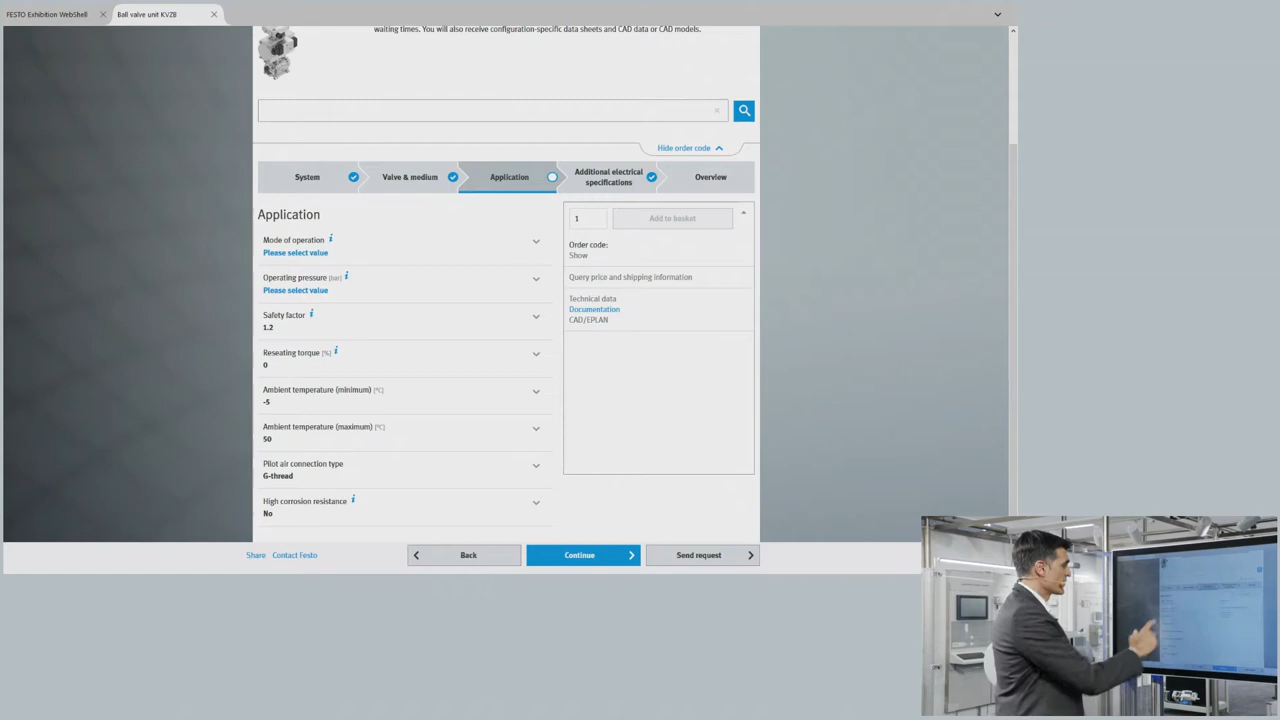 FESTO Exhibition WebShell
Ball valve unit KVZB
waiting times. You will also receive configuration-specific data sheets and CAD data or CAD models.
Hide order code
System
Valve & medium
Application
Additional electrical
specifications
Overview
Application
Mode of operation i
Please select value
Operating pressure [bar] i
Please select value
Safety factor i
1.2
Reseating torque [%] i
0
Ambient temperature (minimum) [°C]
-5
Ambient temperature (maximum) [°C]
50
Pilot air connection type
G-thread
High corrosion resistance i
No
1
Add to basket
Order code:
Show
Query price and shipping information
Technical data
Documentation
CAD/EPLAN
Share
Contact Festo
Back
Continue
Send request